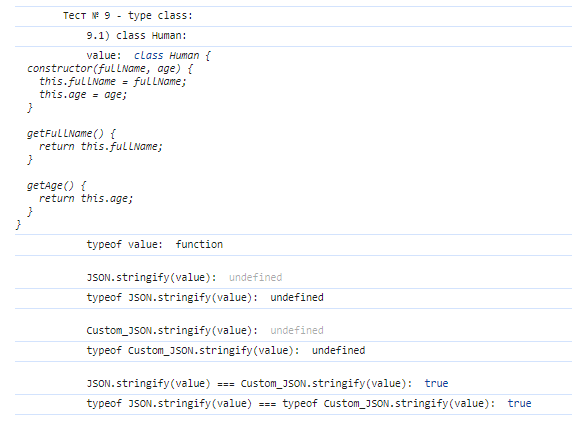 Тест № 9 - type class:
9.1) class Human:
value: class Human {
constructor(fullName, age) {
this.fullName = fullName;
this.age = age;
}
getFullName() {
return this.fullName;
}
getAge() {
return this.age;
}
}
typeof value: function
JSON.stringify(value): undefined
typeof JSON.stringify(value): undefined
Custom_JSON.stringify(value): undefined
typeof Custom_JSON.stringify(value): undefined
JSON.stringify(value) === Custom_JSON.stringify(value): true
typeof JSON.stringify(value) === typeof Custom_JSON.stringify(value): true